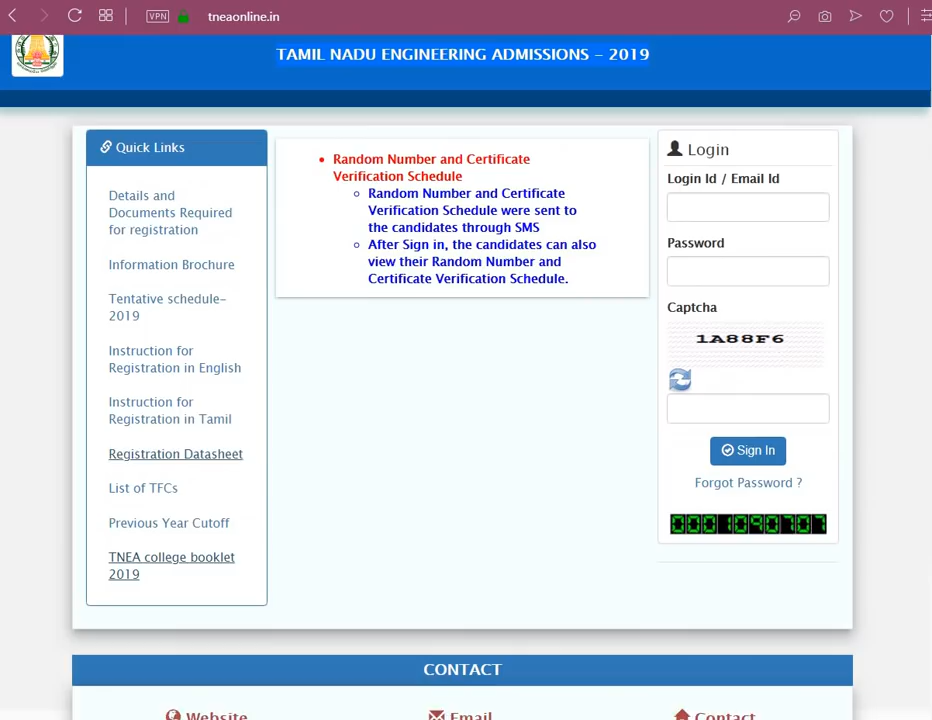 VPN
tneaonline.in
TAMIL NADU ENGINEERING ADMISSIONS - 2019
Quick Links
Details and
Documents Required
for registration
Information Brochure
Tentative schedule-
2019
Instruction for
Registration in English
Instruction for
Registration in Tamil
Registration Datasheet
List of TFCs
Previous Year Cutoff
TNEA college booklet
2019
Random Number and Certificate
Verification Schedule
Random Number and Certificate
Verification Schedule were sent to
the candidates through SMS
After Sign in, the candidates can also
view their Random Number and
Certificate Verification Schedule.
Login
Login Id / Email Id
Password
Captcha
1A88F6
Sign In
Forgot Password ?
0001090707
CONTACT
Website
Email
Contact